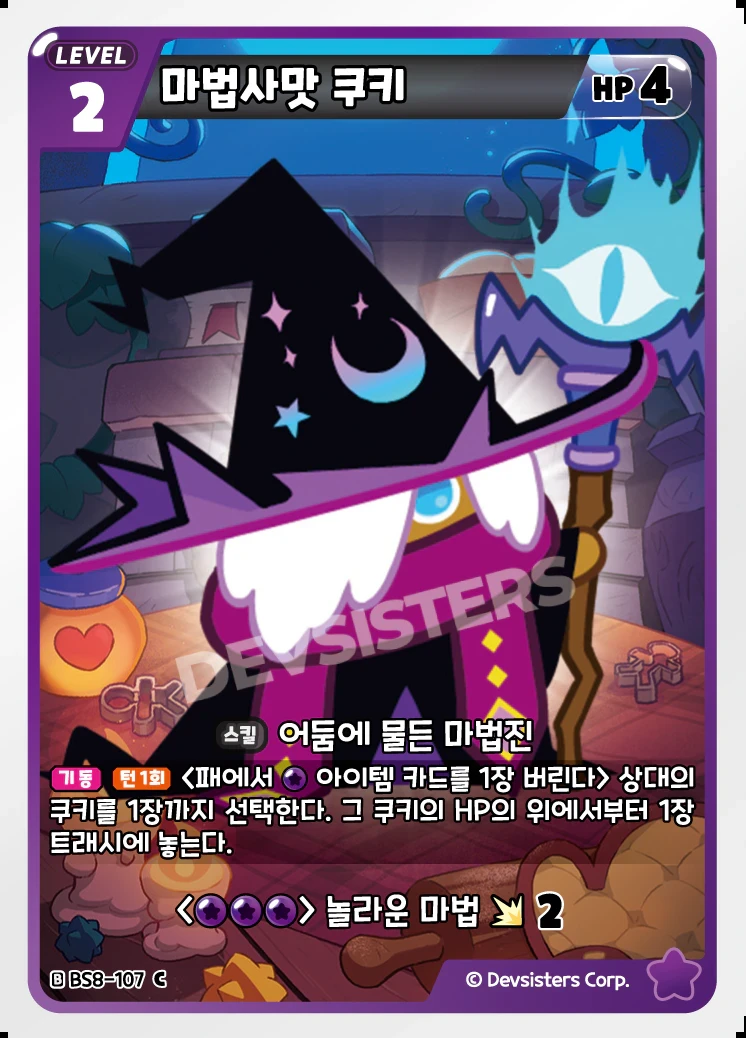 LEVEL
2
마법사맛 쿠키
HP 4
DEVSISTERS
스킬 어둠에 물든 마법진
기동 턴 1회 <패에서 아이템 카드를 1장 버린다> 상대의
쿠키를 1장까지 선택한다. 그 쿠키의 HP의 위에서부터 1장
트래시에 놓는다.
< > 놀라운 마법 2
B BS8-107 C
© Devsisters Corp.